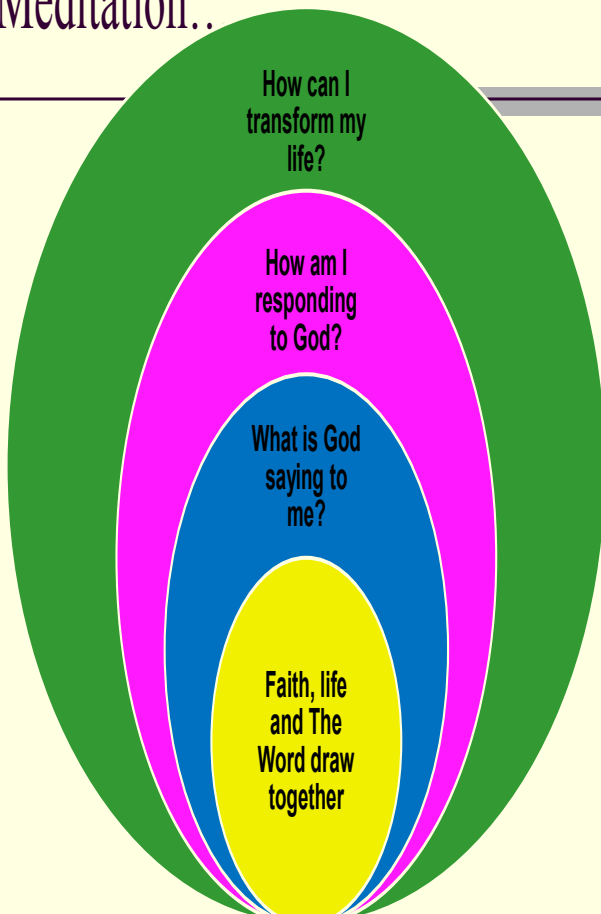 Meditation..
How can I
transform my
life?
How am I
responding
to God?
What is God
saying to
me?
Faith, life
and The
Word draw
together